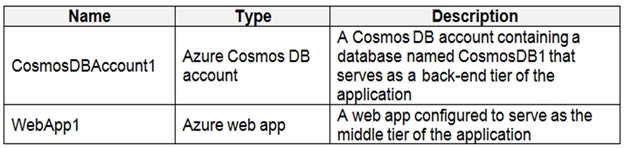 Name Type Description
CosmosDBAccount1
Azure Cosmos DB
account
A Cosmos DB account containing a
database named CosmosDB1 that
serves as a back-end tier of the
application
WebApp1
Azure web app
A web app configured to serve as the
middle tier of the application